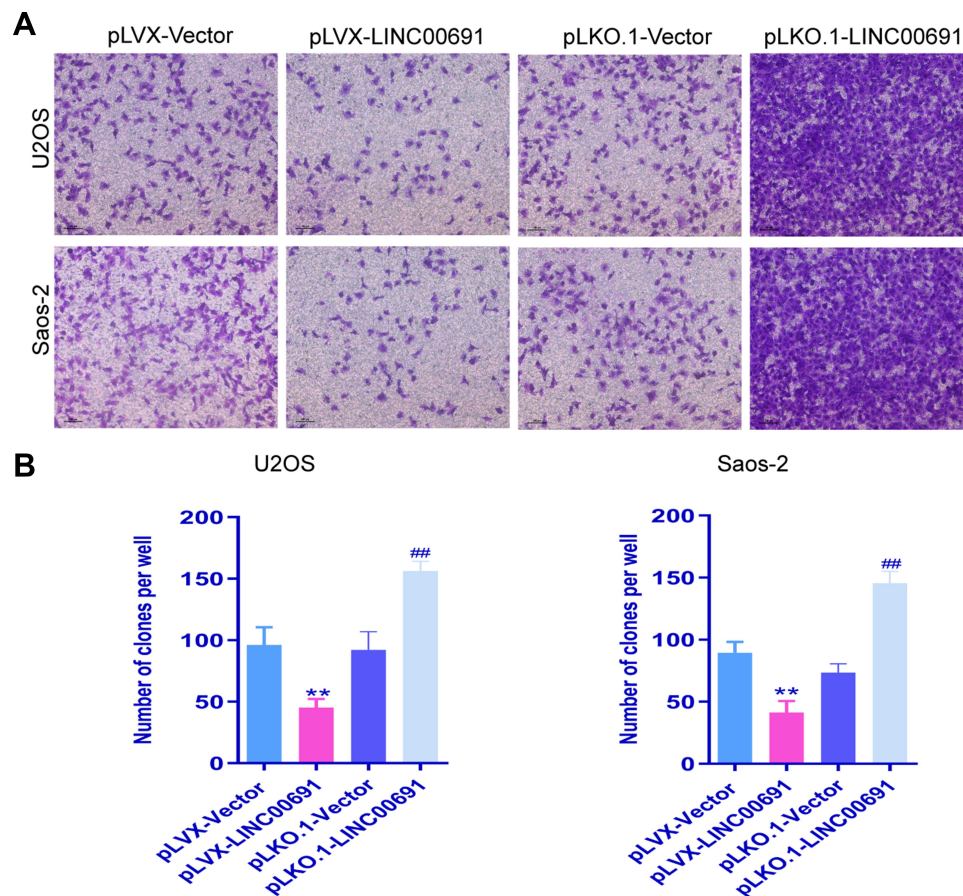 A
pLVX-Vector pLVX-LINC00691 pLKO.1-Vector pLKO.1-LINC00691
U2OS
Saos-2
B
U2OS
Number of clones per well
200
150
100
50
0
**
##
pLVX-Vector
pLVX-LINC00691
pLKO.1-Vector
pLKO.1-LINC00691
Saos-2
Number of clones per well
200
150
100
50
0
**
##
pLVX-Vector
pLVX-LINC00691
pLKO.1-Vector
pLKO.1-LINC00691